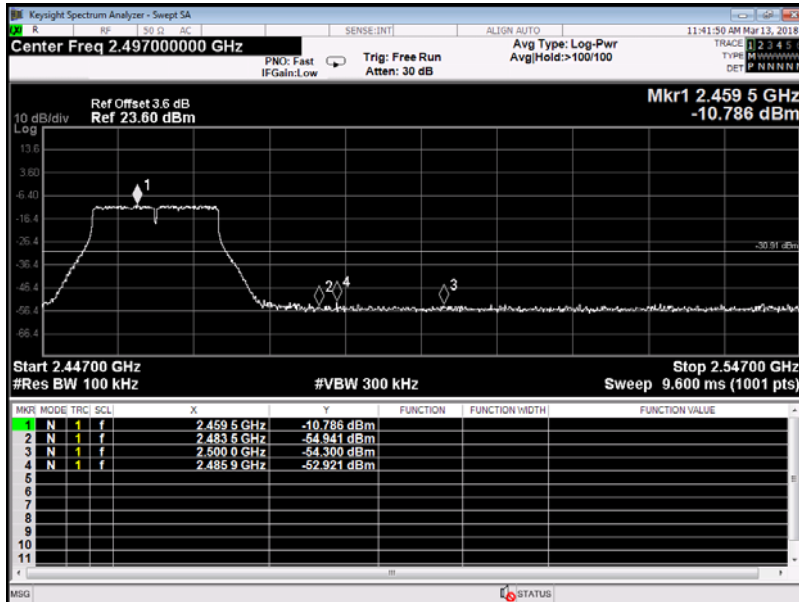 Keysight Spectrum Analyzer - Swept SA
R RF 50 Ω AC SENSE:INT ALIGN AUTO 11:41:50 AM Mar 13, 2018
Center Freq 2.497000000 GHz
PNO: Fast
IFGain:Low
Trig: Free Run
Atten: 30 dB
Avg Type: Log-Pwr
Avg|Hold:>100/100
TRACE 1 2 3 4 5
TYPE M
DET P N N N N
Mkr1 2.459 5 GHz
-10.786 dBm
10 dB/div
Log
Ref Offset 3.6 dB
Ref 23.60 dBm
13.6
3.60
-6.40
-16.4
-26.4
-36.4
-46.4
-56.4
-66.4
1
2
4
3
-30.91 dBm
Start 2.44700 GHz
#Res BW 100 kHz
#VBW 300 kHz
Stop 2.54700 GHz
Sweep 9.600 ms (1001 pts)
MKR MODE TRC SCL X Y FUNCTION FUNCTION WIDTH FUNCTION VALUE
1 N 1 f 2.459 5 GHz -10.786 dBm
2 N 1 f 2.483 5 GHz -54.941 dBm
3 N 1 f 2.500 0 GHz -54.300 dBm
4 N 1 f 2.485 9 GHz -52.921 dBm
5
6
7
8
9
10
11
MSG
STATUS